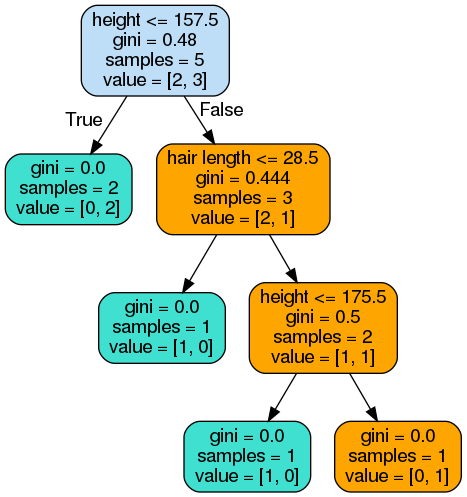 height <= 157.5
gini = 0.48
samples = 5
value = [2, 3]
True
False
gini = 0.0
samples = 2
value = [0, 2]
hair length <= 28.5
gini = 0.444
samples = 3
value = [2, 1]
gini = 0.0
samples = 1
value = [1, 0]
height <= 175.5
gini = 0.5
samples = 2
value = [1, 1]
gini = 0.0
samples = 1
value = [1, 0]
gini = 0.0
samples = 1
value = [0, 1]